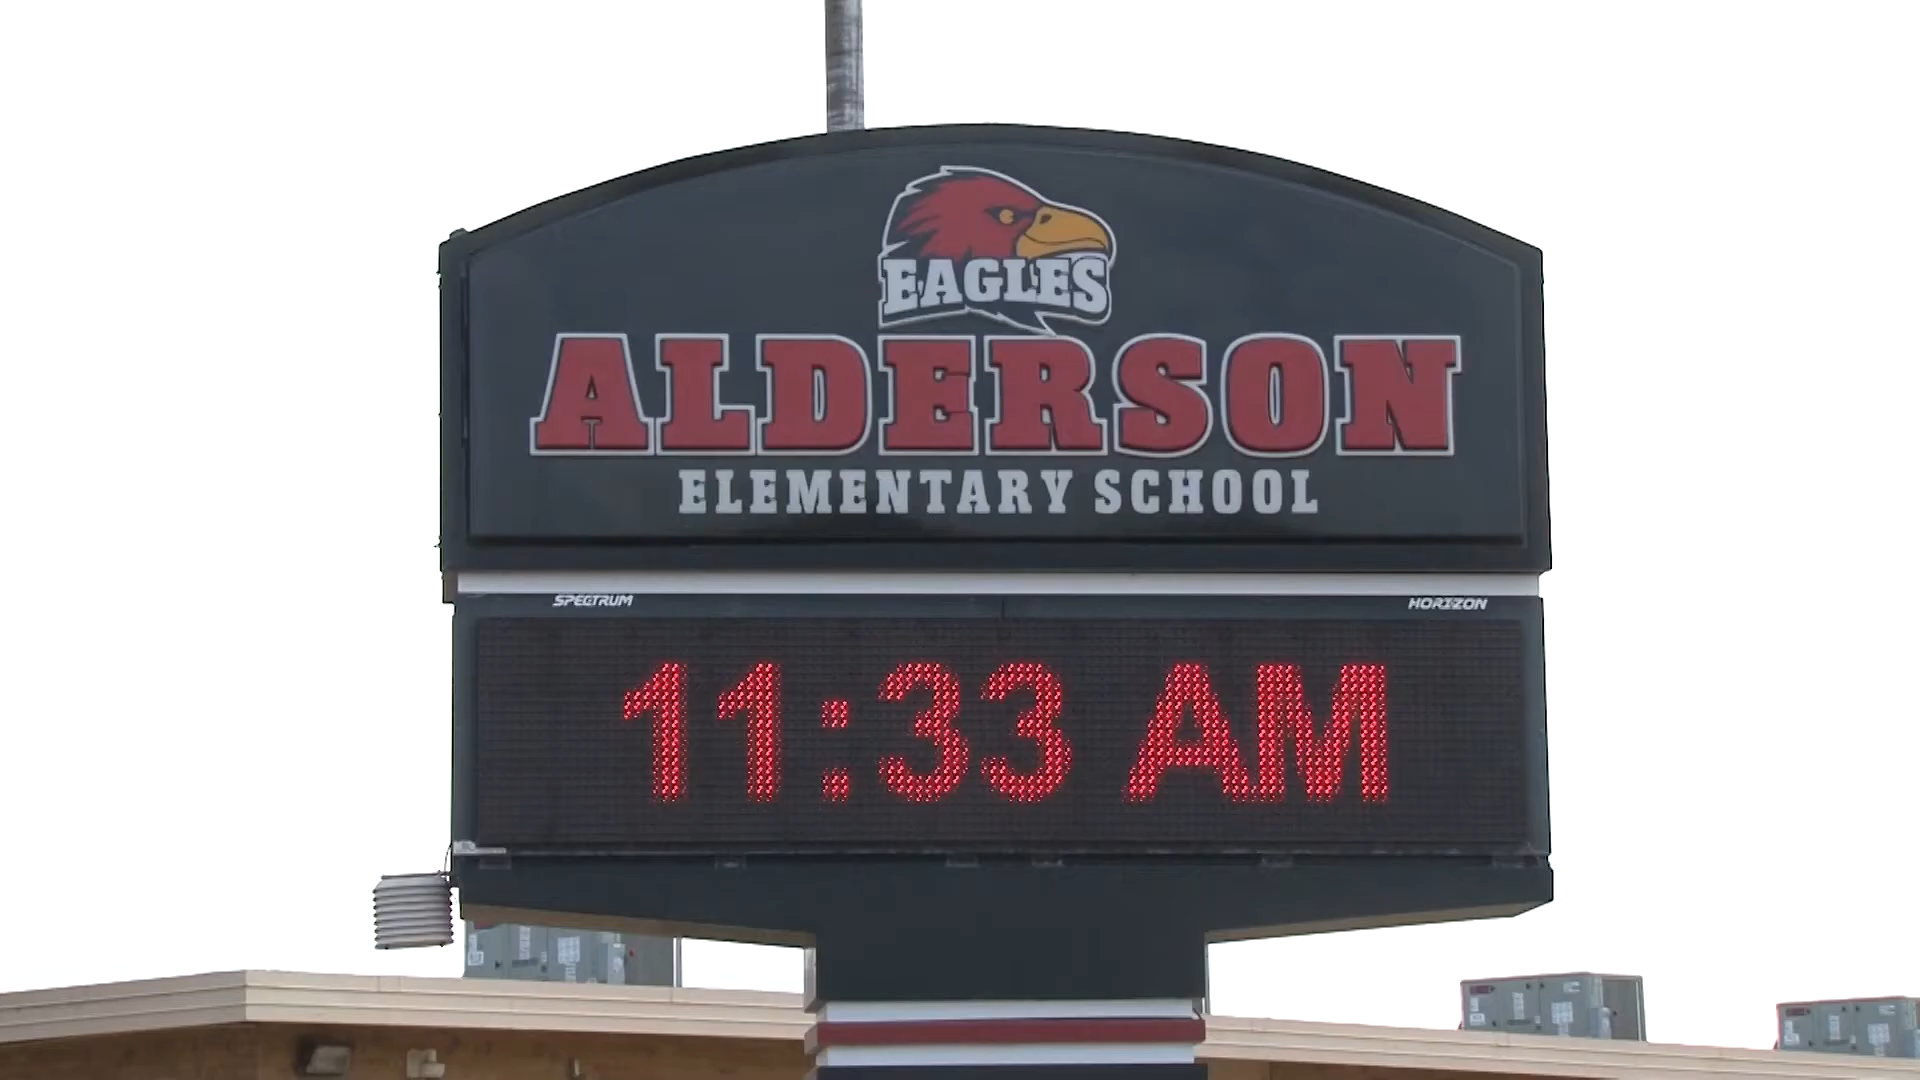 EAGLES
ALDERSON
ELEMENTARY SCHOOL
SPECTRUM HORIZON
11:33 AM